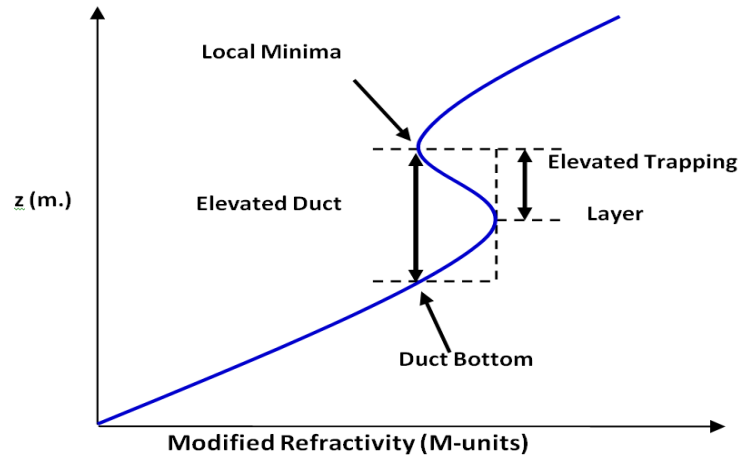 Local Minima
Elevated Trapping
z (m.)
Elevated Duct
Layer
Duct Bottom
Modified Refractivity (M-units)